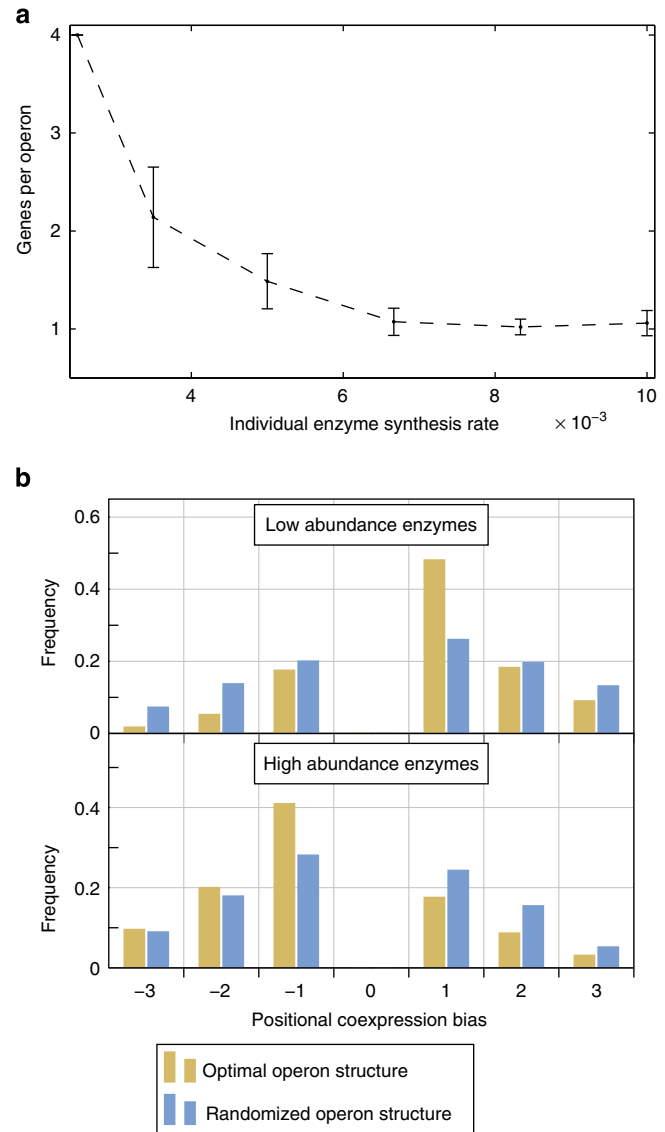 a
4
3
2
1
Genes per operon
4
6
8
10
Individual enzyme synthesis rate
× 10⁻³
b
Low abundance enzymes
0.6
0.4
0.2
0
Frequency
High abundance enzymes
0.4
0.2
0
Frequency
−3
−2
−1
0
1
2
3
Positional coexpression bias
Optimal operon structure
Randomized operon structure